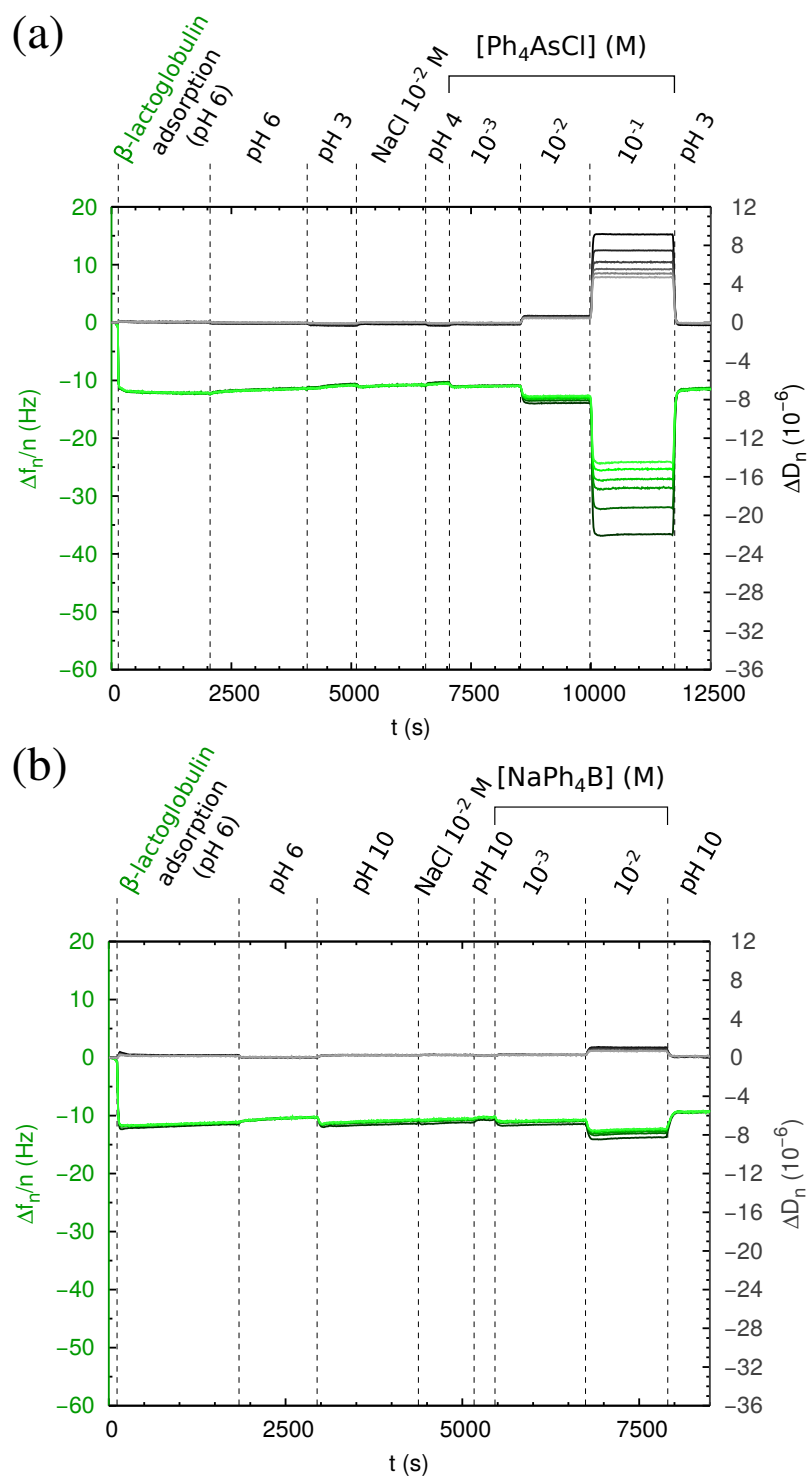 (a)
β-lactoglobulin
adsorption
(pH 6)
pH 6
pH 3
NaCl 10⁻² M
pH 4
[Ph₄AsCl] (M)
10⁻³
10⁻²
10⁻¹
pH 3
20
10
0
−10
−20
−30
−40
−50
−60
Δfₙ/n (Hz)
12
8
4
0
−4
−8
−12
−16
−20
−24
−28
−32
−36
ΔDₙ (10⁻⁶)
0 2500 5000 7500 10000 12500
t (s)
(b)
β-lactoglobulin
adsorption
(pH 6)
pH 6
pH 10
NaCl 10⁻² M
pH 10
[NaPh₄B] (M)
10⁻³
10⁻²
pH 10
20
10
0
−10
−20
−30
−40
−50
−60
Δfₙ/n (Hz)
12
8
4
0
−4
−8
−12
−16
−20
−24
−28
−32
−36
ΔDₙ (10⁻⁶)
0 2500 5000 7500
t (s)